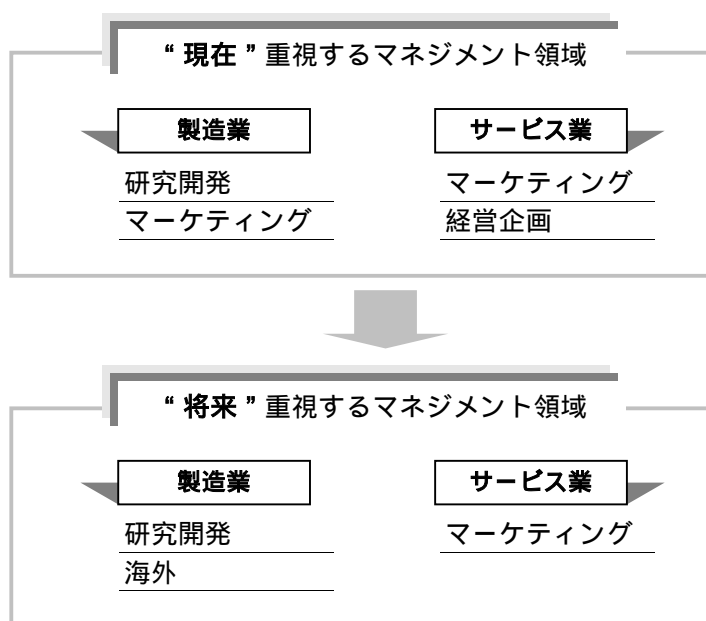 “現在”重視するマネジメント領域
製造業
サービス業
研究開発
マーケティング
マーケティング
経営企画
“将来”重視するマネジメント領域
製造業
サービス業
研究開発
マーケティング
海外